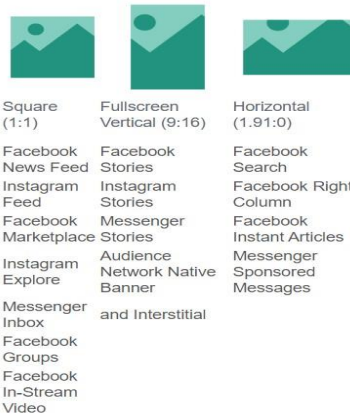 Square
(1:1)
Facebook
News Feed
Instagram
Feed
Facebook
Marketplace
Instagram
Explore
Messenger
Inbox
Facebook
Groups
Facebook
In-Stream
Video
Fullscreen
Vertical (9:16)
Facebook
Stories
Instagram
Stories
Messenger
Stories
Audience
Network Native
Banner
and Interstitial
Horizontal
(1.91:0)
Facebook
Search
Facebook Right
Column
Facebook
Instant Articles
Messenger
Sponsored
Messages